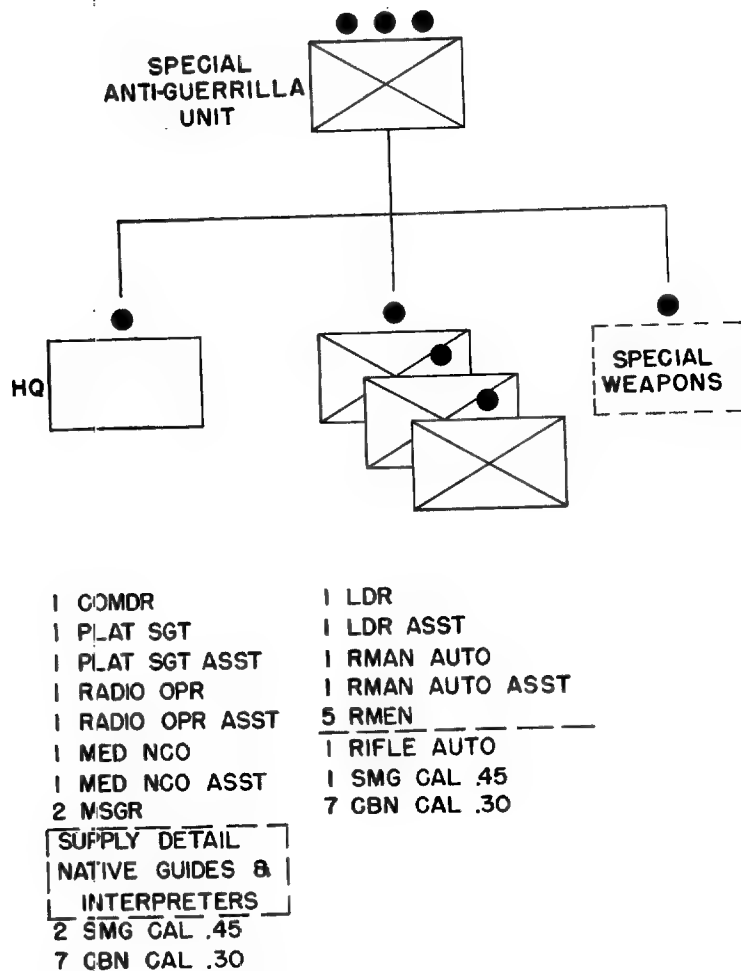 SPECIAL
ANTI-GUERRILLA
UNIT
HQ
SPECIAL
WEAPONS
1 COMDR
1 PLAT SGT
1 PLAT SGT ASST
1 RADIO OPR
1 RADIO OPR ASST
1 MED NCO
1 MED NCO ASST
2 MSGR
SUPPLY DETAIL
NATIVE GUIDES &
INTERPRETERS
2 SMG CAL .45
7 CBN CAL .30
1 LDR
1 LDR ASST
1 RMAN AUTO
1 RMAN AUTO ASST
5 RMEN
1 RIFLE AUTO
1 SMG CAL .45
7 CBN CAL .30